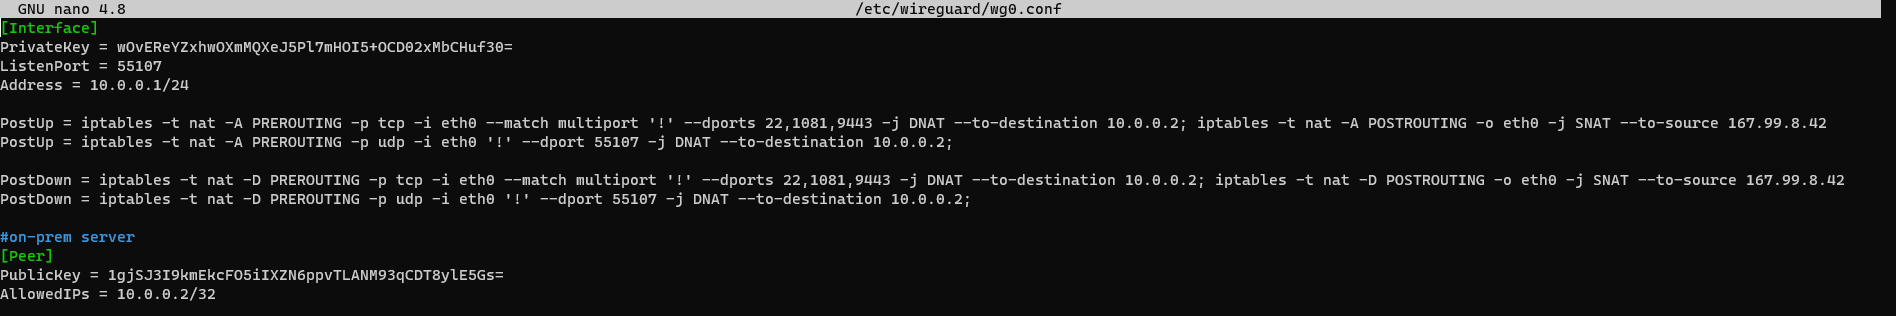 GNU nano 4.8 /etc/wireguard/wg0.conf
[Interface]
PrivateKey = wOvEReYZxhwOXmMQXeJ5Pl7mHOI5+OCD02xMbCHuf30=
ListenPort = 55107
Address = 10.0.0.1/24
PostUp = iptables -t nat -A PREROUTING -p tcp -i eth0 --match multiport '!' --dports 22,1081,9443 -j DNAT --to-destination 10.0.0.2; iptables -t nat -A POSTROUTING -o eth0 -j SNAT --to-source 167.99.8.42
PostUp = iptables -t nat -A PREROUTING -p udp -i eth0 '!' --dport 55107 -j DNAT --to-destination 10.0.0.2;
PostDown = iptables -t nat -D PREROUTING -p tcp -i eth0 --match multiport '!' --dports 22,1081,9443 -j DNAT --to-destination 10.0.0.2; iptables -t nat -D POSTROUTING -o eth0 -j SNAT --to-source 167.99.8.42
PostDown = iptables -t nat -D PREROUTING -p udp -i eth0 '!' --dport 55107 -j DNAT --to-destination 10.0.0.2;
#on-prem server
[Peer]
PublicKey = 1gjSJ3I9kmEkcFO5iIXZN6ppvTLANM93qCDT8ylE5Gs=
AllowedIPs = 10.0.0.2/32